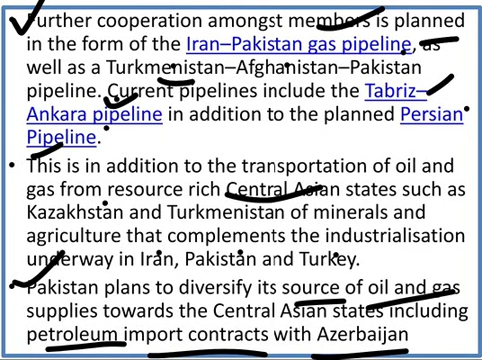 Further cooperation amongst members is planned
in the form of the Iran–Pakistan gas pipeline, as
well as a Turkmenistan–Afghanistan–Pakistan
pipeline. Current pipelines include the Tabriz–
Ankara pipeline in addition to the planned Persian
Pipeline.
• This is in addition to the transportation of oil and
gas from resource rich Central Asian states such as
Kazakhstan and Turkmenistan of minerals and
agriculture that complements the industrialisation
underway in Iran, Pakistan and Turkey.
• Pakistan plans to diversify its source of oil and gas
supplies towards the Central Asian states including
petroleum import contracts with Azerbaijan